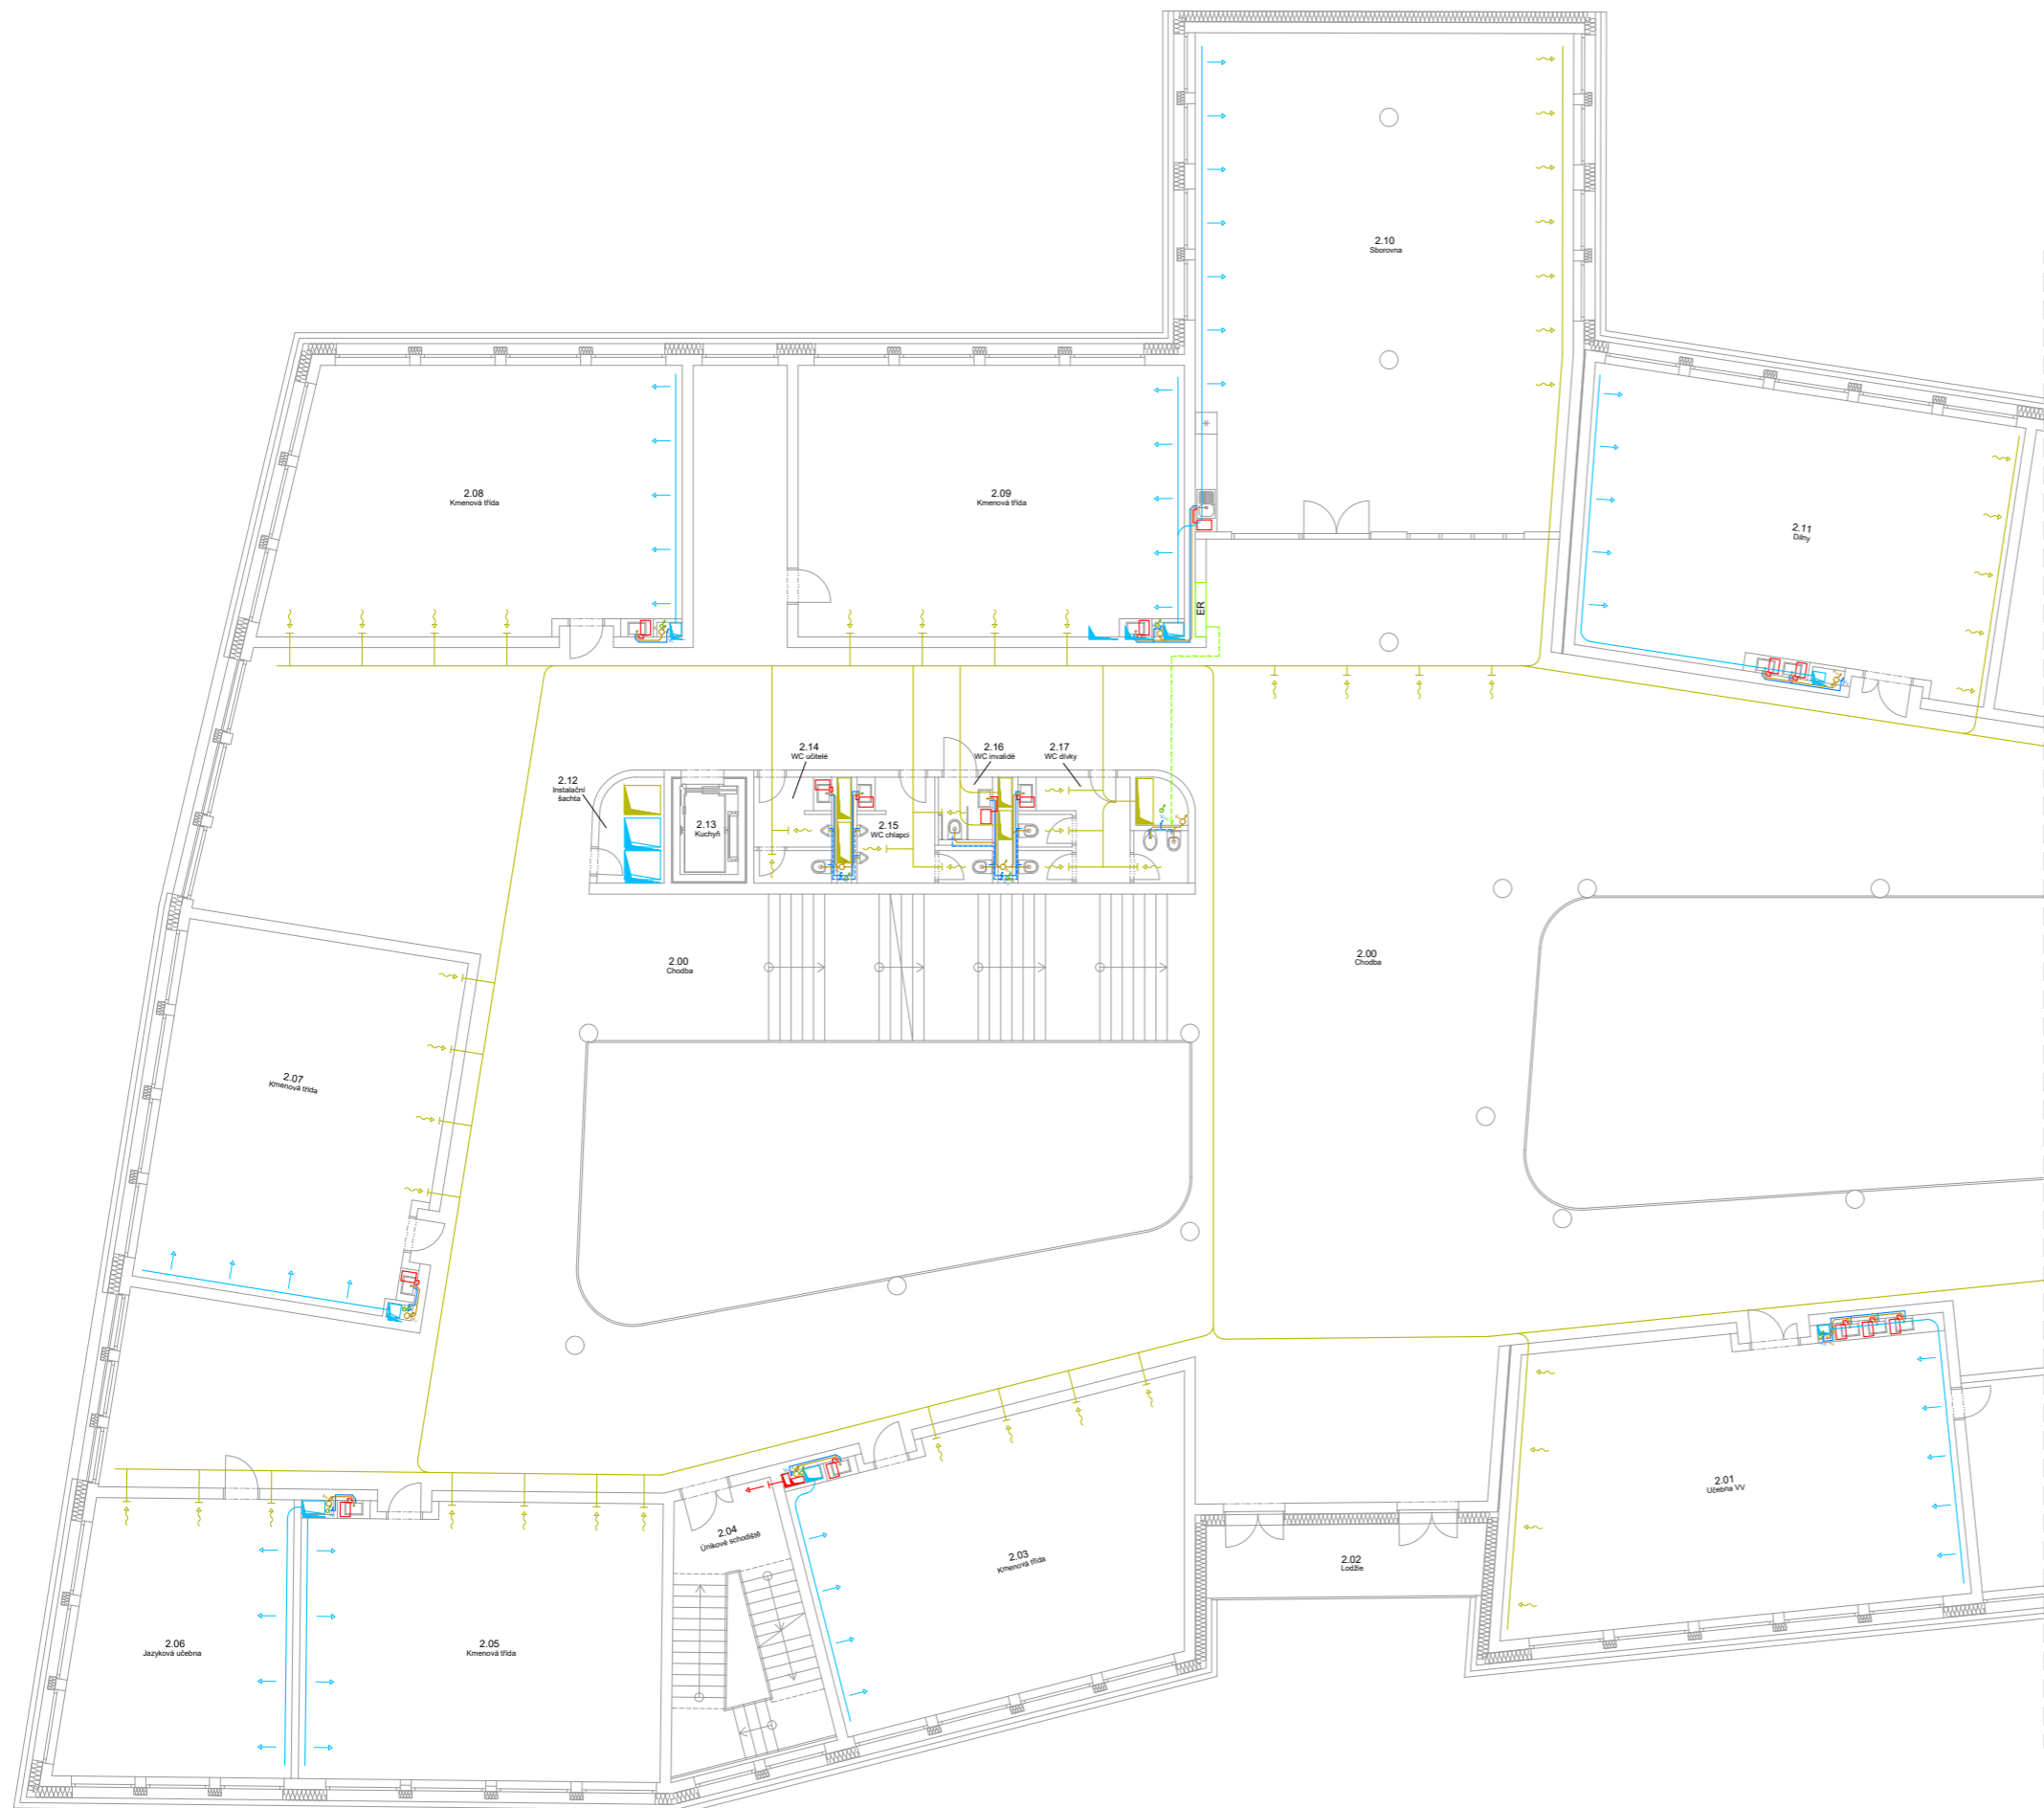 2.10
Sborovna
2.08
Kmenová třída
2.09
Kmenová třída
2.11
Dílny
ER
2.14
WC učitelé
2.16
WC invalidé
2.17
WC dívky
2.12
Instalační
šachta
2.13
Kuchyň
2.15
WC chlapci
2.00
Chodba
2.00
Chodba
2.07
Kmenová třída
2.01
Učebna VV
2.04
Únikové schodiště
2.03
Kmenová třída
2.02
Lodžie
2.06
Jazyková učebna
2.05
Kmenová třída